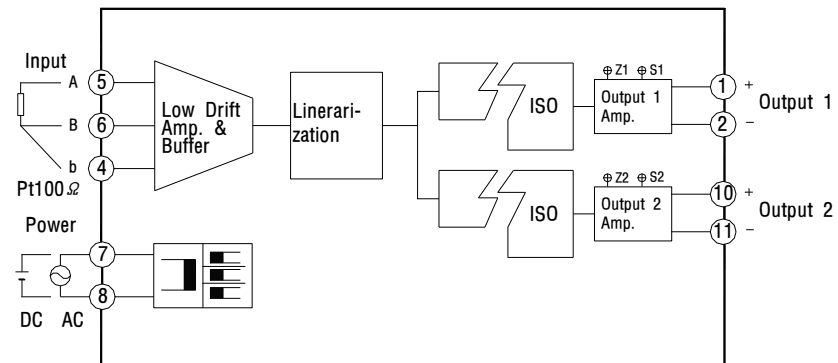 Input
A
5
B
6
b
4
Pt100Ω
Power
7
8
DC
AC
Low Drift
Amp. &
Buffer
Linerari-
zation
ISO
Z1
S1
Output 1
Amp.
1
+
2
−
Output 1
ISO
Z2
S2
Output 2
Amp.
10
+
11
−
Output 2